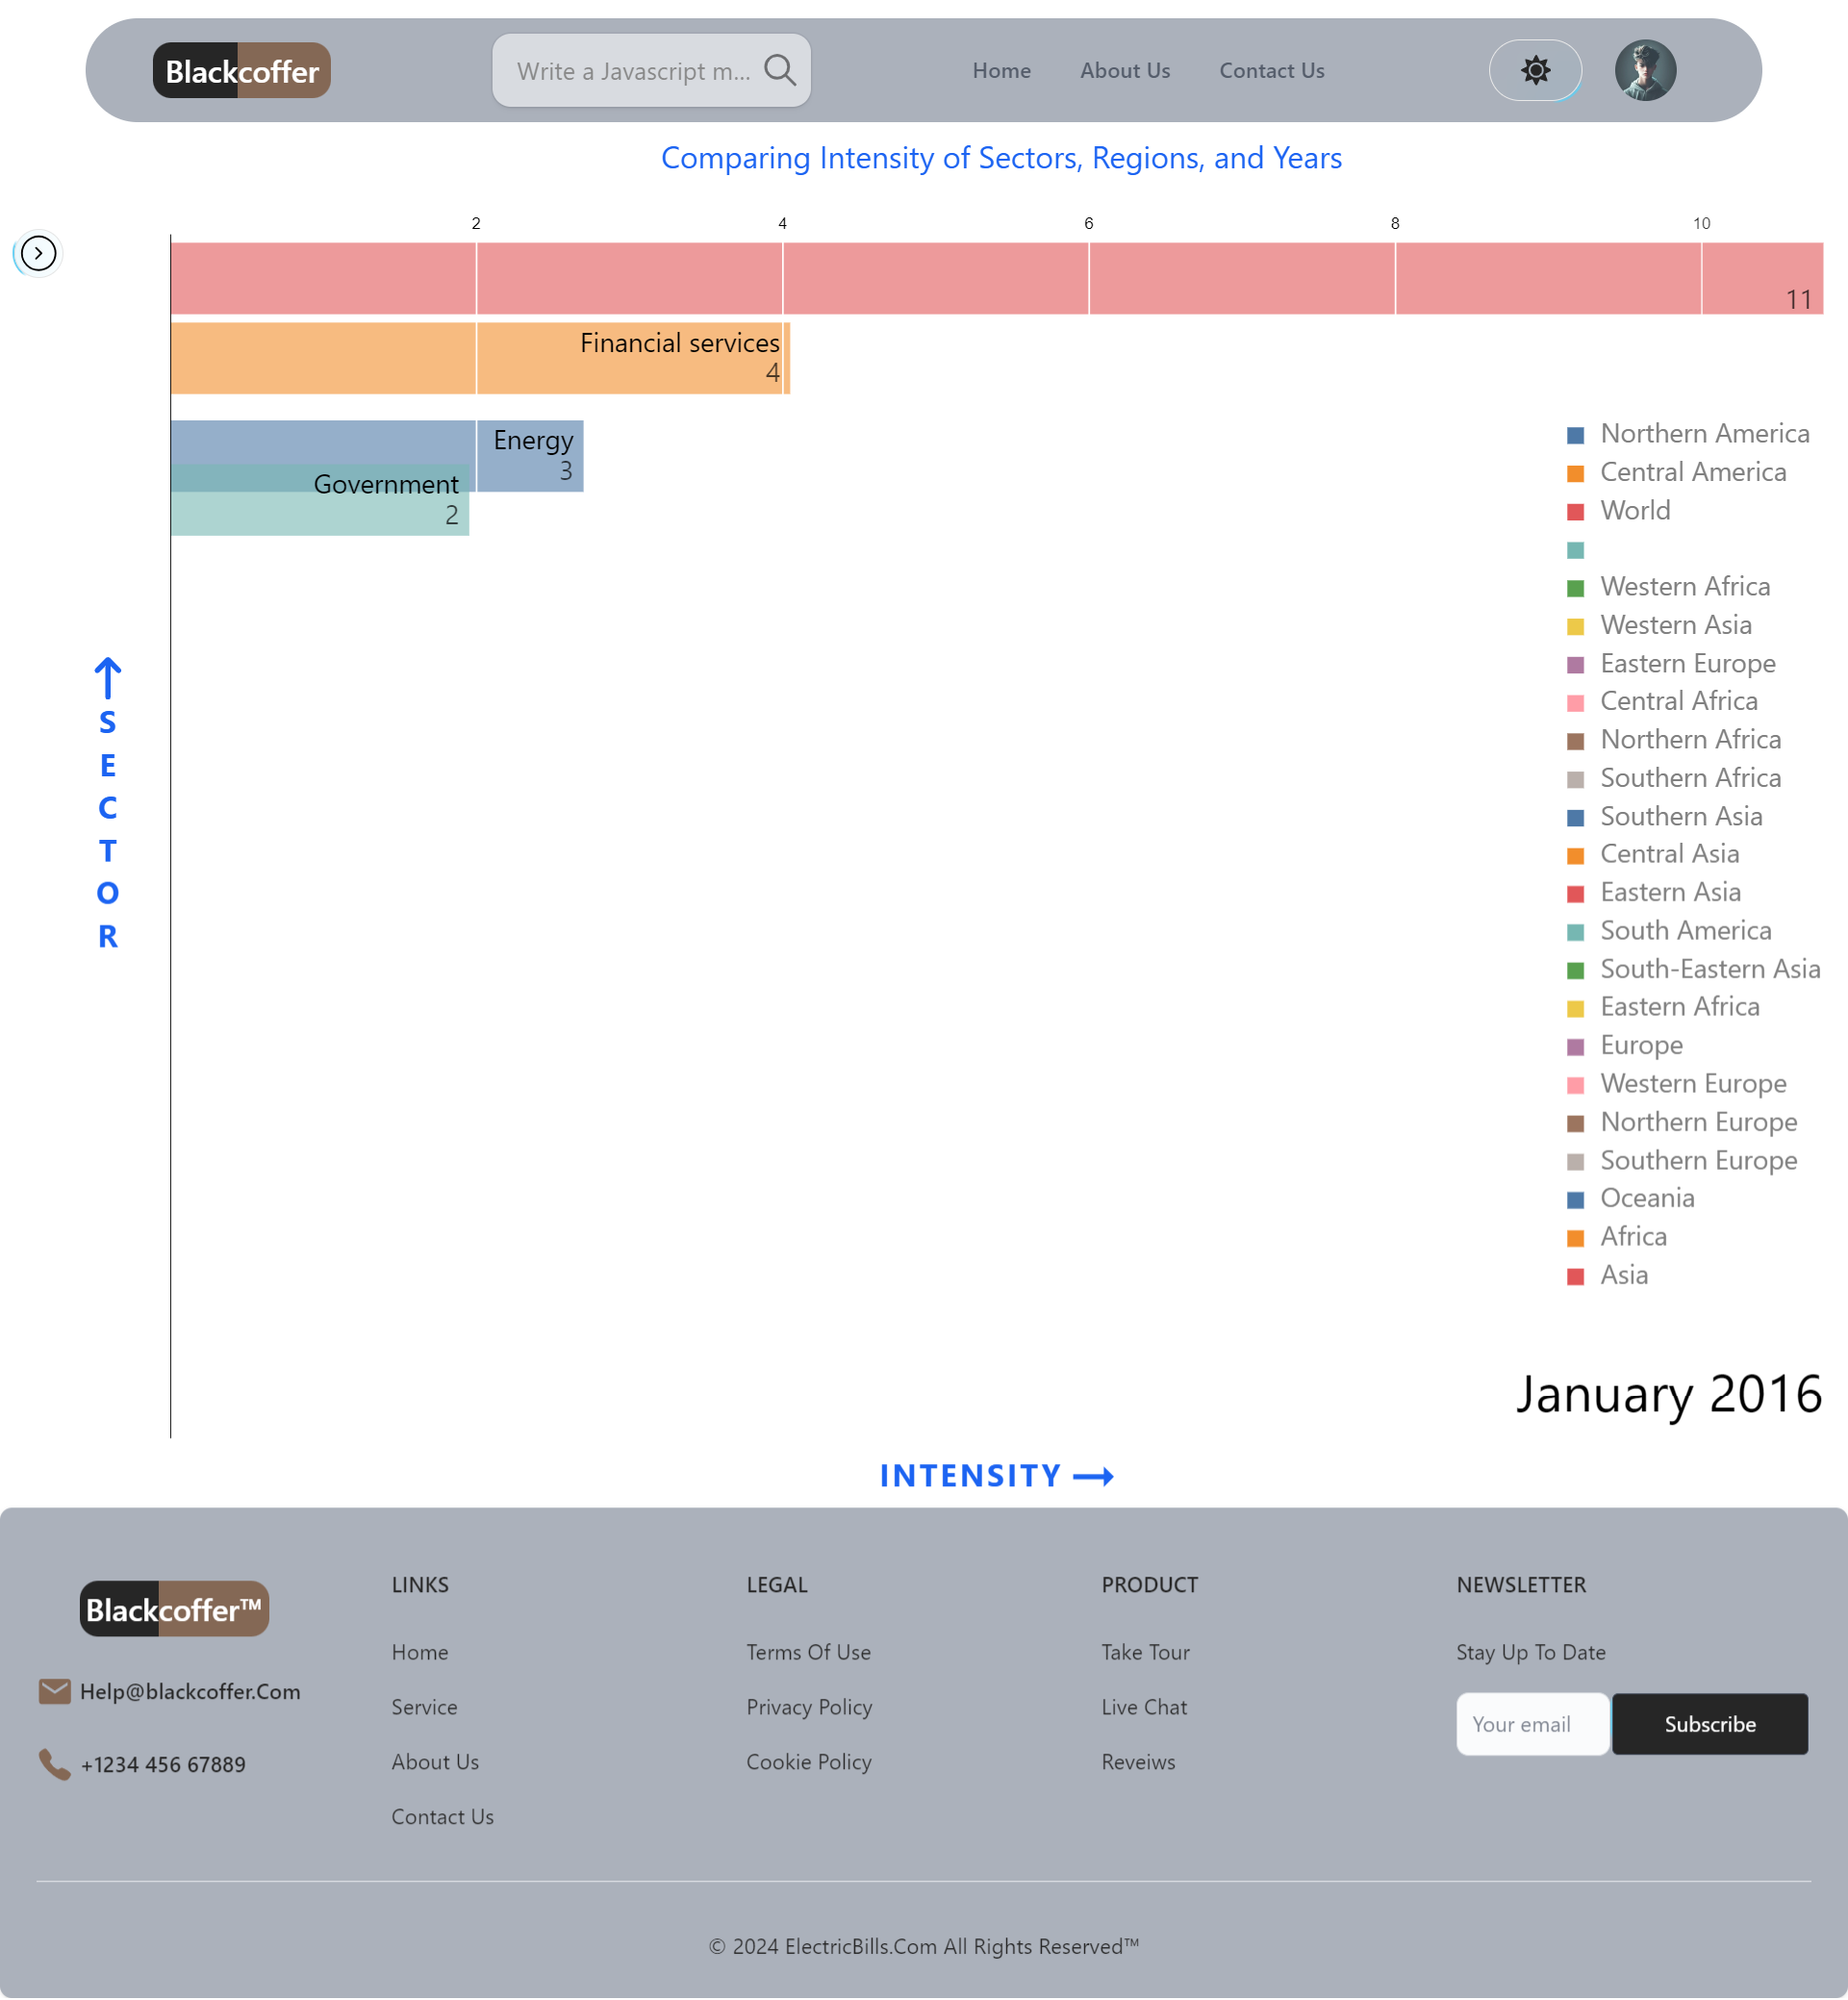 Blackcoffer
Write a Javascript m...
Home
About Us
Contact Us
Comparing Intensity of Sectors, Regions, and Years
2 4 6 8 10
11
Financial services
4
Energy
3
Government
2
Northern America
Central America
World
Western Africa
Western Asia
Eastern Europe
Central Africa
Northern Africa
Southern Africa
Southern Asia
Central Asia
Eastern Asia
South America
South-Eastern Asia
Eastern Africa
Europe
Western Europe
Northern Europe
Southern Europe
Oceania
Africa
Asia
SECTOR
January 2016
INTENSITY
Blackcoffer™
Help@blackcoffer.Com
+1234 456 67889
LINKS
Home
Service
About Us
Contact Us
LEGAL
Terms Of Use
Privacy Policy
Cookie Policy
PRODUCT
Take Tour
Live Chat
Reveiws
NEWSLETTER
Stay Up To Date
Your email
Subscribe
© 2024 ElectricBills.Com All Rights Reserved™